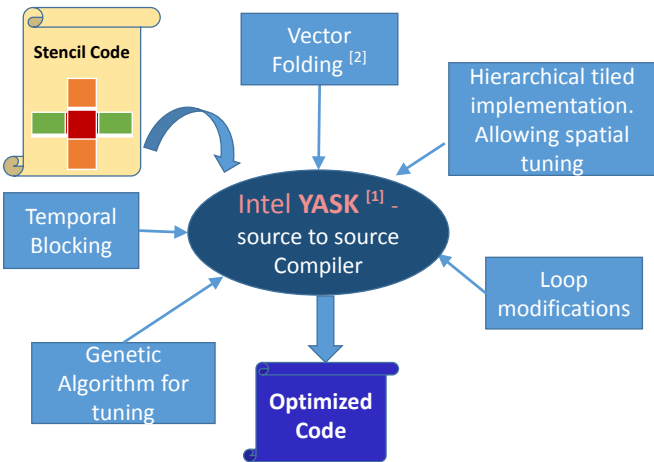 Stencil Code
Vector
Folding [2]
Hierarchical tiled
implementation.
Allowing spatial
tuning
Intel YASK [1] -
source to source
Compiler
Temporal
Blocking
Loop
modifications
Genetic
Algorithm for
tuning
Optimized
Code